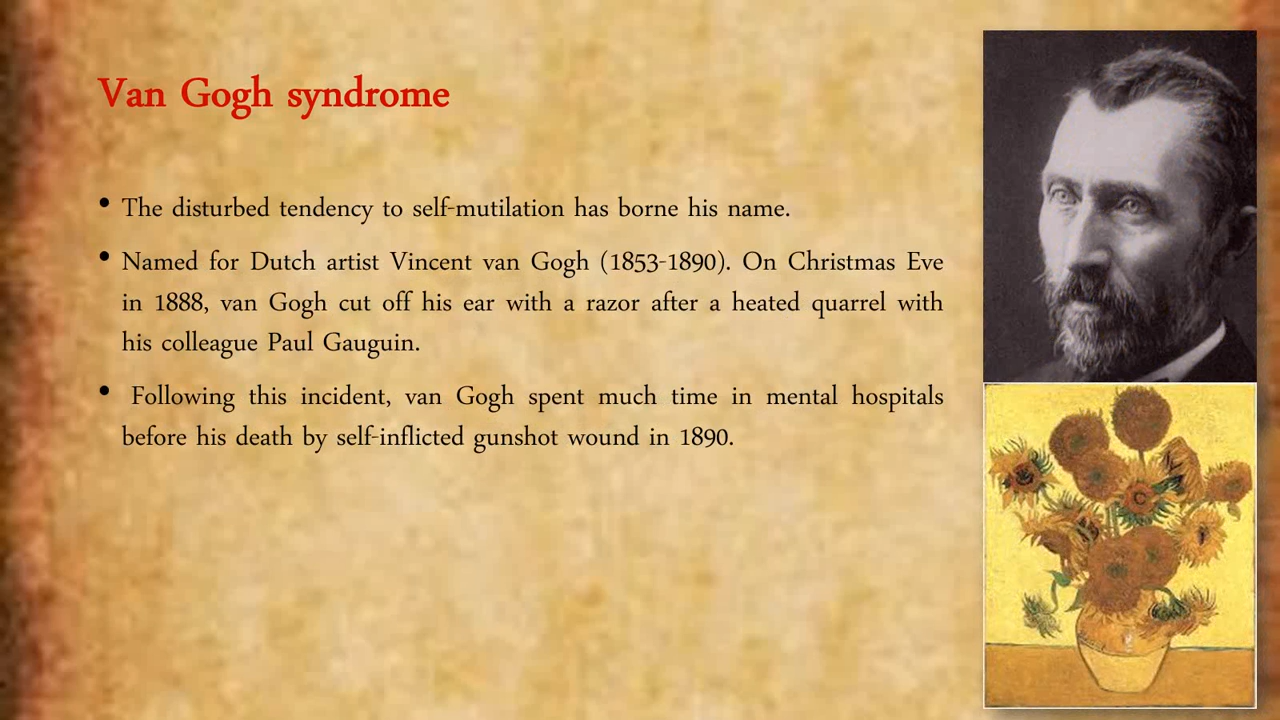 Van Gogh syndrome
• The disturbed tendency to self-mutilation has borne his name.
• Named for Dutch artist Vincent van Gogh (1853-1890). On Christmas Eve
in 1888, van Gogh cut off his ear with a razor after a heated quarrel with
his colleague Paul Gauguin.
• Following this incident, van Gogh spent much time in mental hospitals
before his death by self-inflicted gunshot wound in 1890.